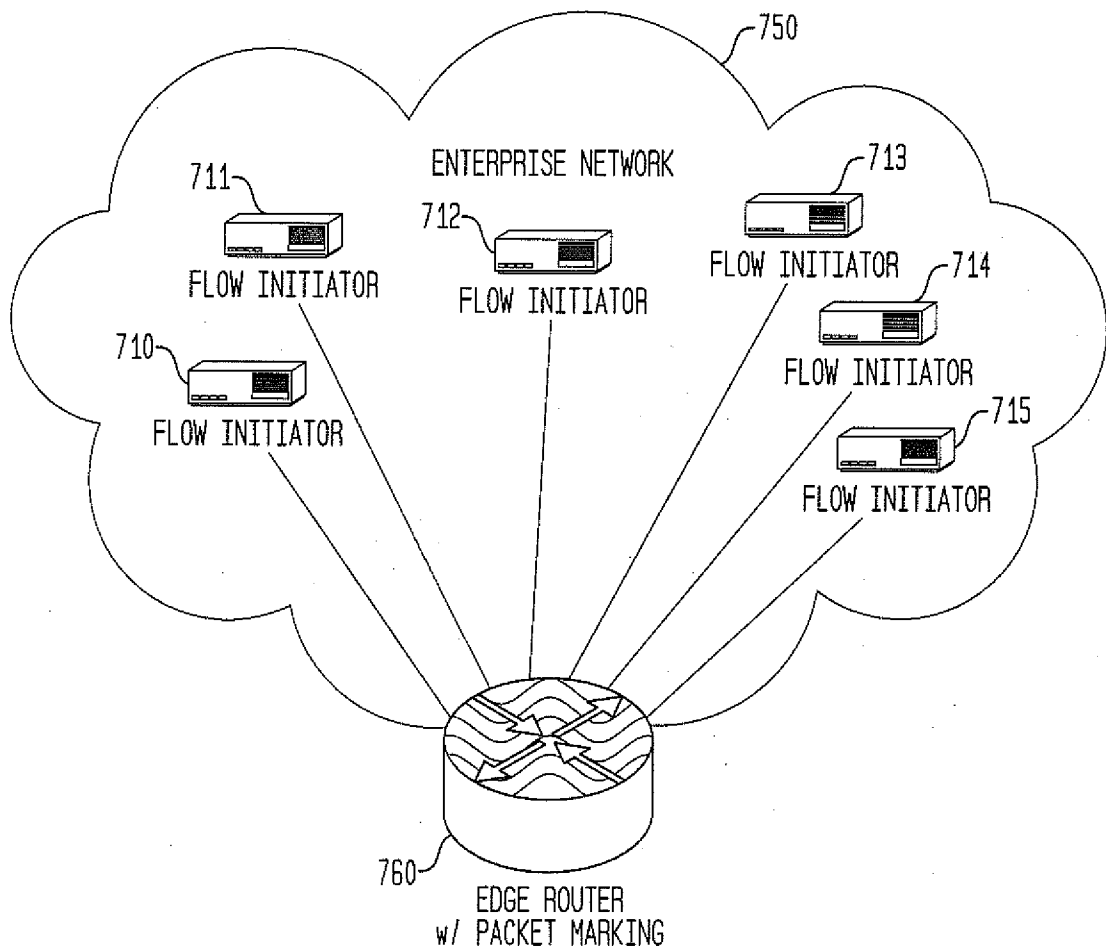 750
ENTERPRISE NETWORK
711
FLOW INITIATOR
712
FLOW INITIATOR
713
FLOW INITIATOR
714
FLOW INITIATOR
710
FLOW INITIATOR
715
FLOW INITIATOR
760
EDGE ROUTER
w/ PACKET MARKING